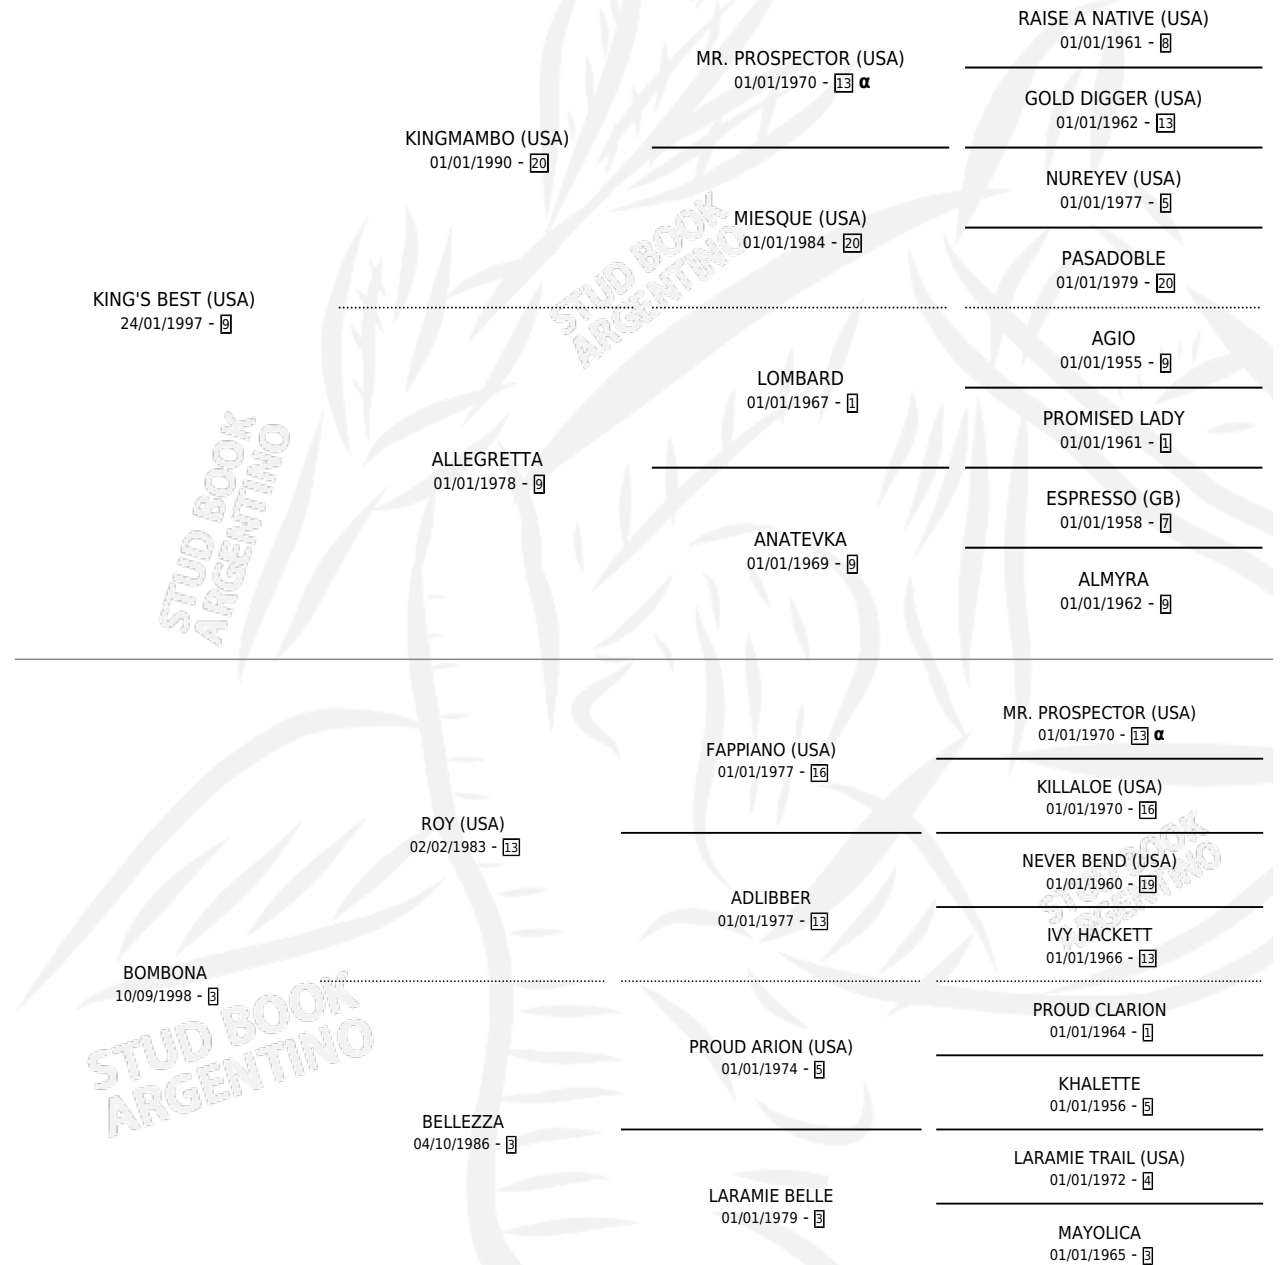 RAISE A NATIVE (USA)
01/01/1961 - 8
MR. PROSPECTOR (USA)
01/01/1970 - 13 α
GOLD DIGGER (USA)
01/01/1962 - 13
KINGMAMBO (USA)
01/01/1990 - 20
NUREYEV (USA)
01/01/1977 - 5
MIESQUE (USA)
01/01/1984 - 20
PASADOBLE
01/01/1979 - 20
KING'S BEST (USA)
24/01/1997 - 9
AGIO
01/01/1955 - 9
LOMBARD
01/01/1967 - 1
PROMISED LADY
01/01/1961 - 1
ALLEGRETTA
01/01/1978 - 9
ESPRESSO (GB)
01/01/1958 - 7
ANATEVKA
01/01/1969 - 9
ALMYRA
01/01/1962 - 9
MR. PROSPECTOR (USA)
01/01/1970 - 13 α
FAPPIANO (USA)
01/01/1977 - 16
KILLALOE (USA)
01/01/1970 - 16
ROY (USA)
02/02/1983 - 13
NEVER BEND (USA)
01/01/1960 - 19
ADLIBBER
01/01/1977 - 13
IVY HACKETT
01/01/1966 - 13
BOMBONA
10/09/1998 - 3
PROUD CLARION
01/01/1964 - 1
PROUD ARION (USA)
01/01/1974 - 5
KHALETTE
01/01/1956 - 5
BELLEZZA
04/10/1986 - 3
LARAMIE TRAIL (USA)
01/01/1972 - 4
LARAMIE BELLE
01/01/1979 - 3
MAYOLICA
01/01/1965 - 3
STUD BOOK
ARGENTINO
STUD BOOK
ARGENTINO
STUD BOOK
ARGENTINO
STUD BOOK
ARGENTINO